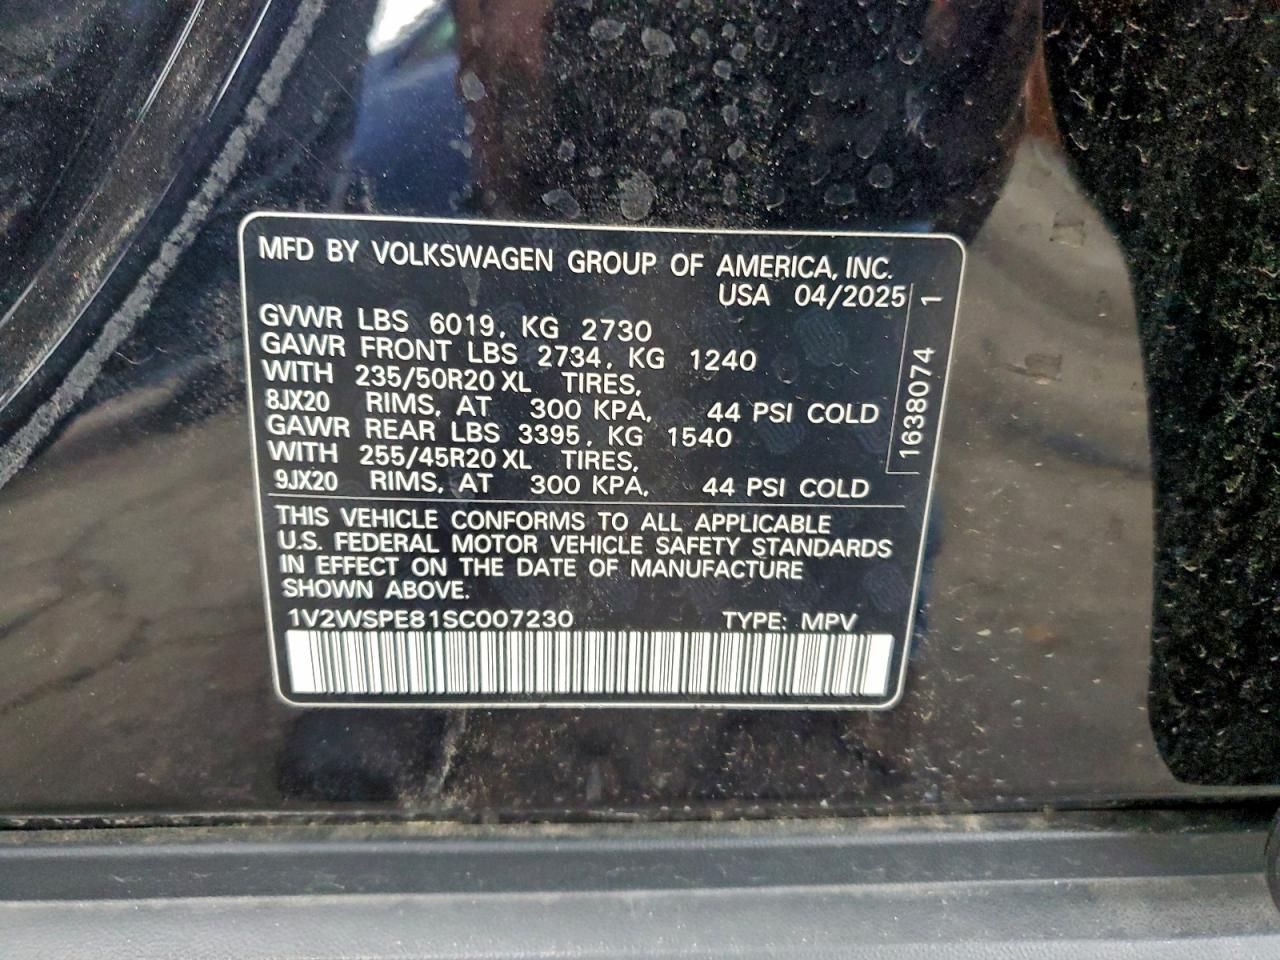 MFD BY VOLKSWAGEN GROUP OF AMERICA, INC.
USA 04/2025
GVWR LBS 6019, KG 2730
GAWR FRONT LBS 2734, KG 1240
WITH 235/50R20 XL TIRES,
8JX20 RIMS, AT 300 KPA, 44 PSI COLD
GAWR REAR LBS 3395, KG 1540
WITH 255/45R20 XL TIRES,
9JX20 RIMS, AT 300 KPA, 44 PSI COLD
1638074 1
THIS VEHICLE CONFORMS TO ALL APPLICABLE
U.S. FEDERAL MOTOR VEHICLE SAFETY STANDARDS
IN EFFECT ON THE DATE OF MANUFACTURE
SHOWN ABOVE.
1V2WSPE81SC007230 TYPE: MPV